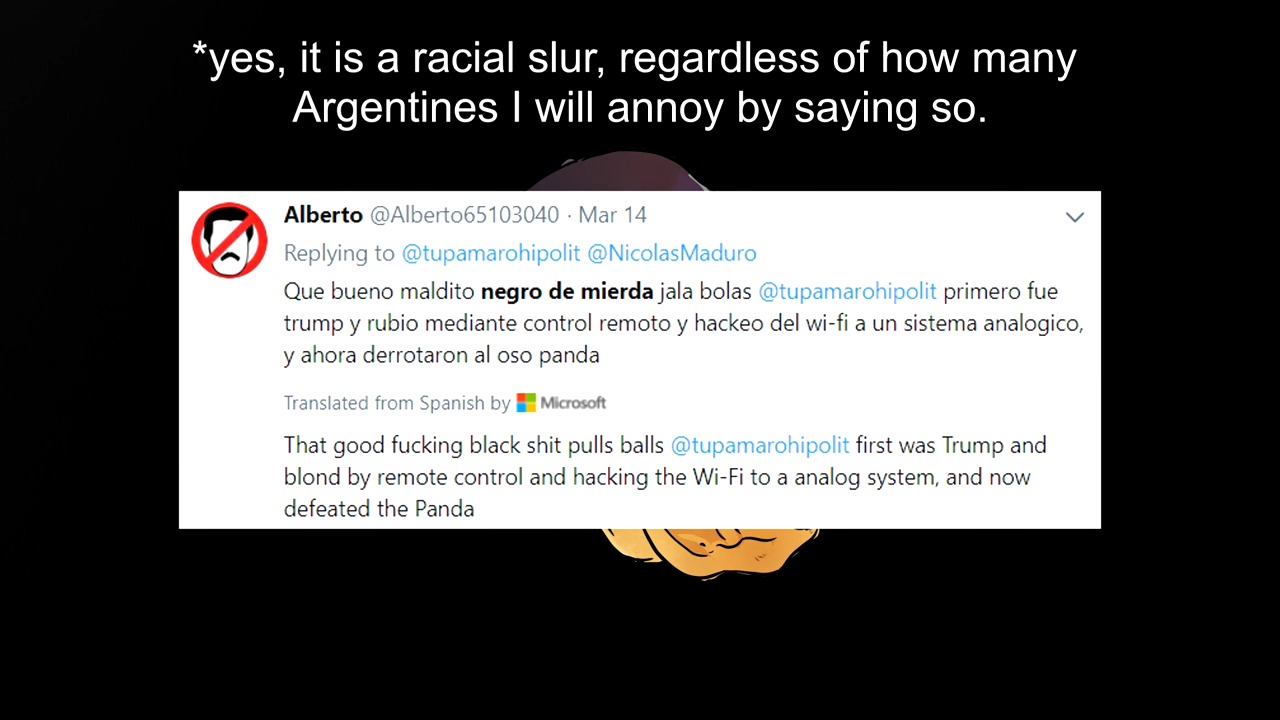 *yes, it is a racial slur, regardless of how many
Argentines I will annoy by saying so.
Alberto @Alberto65103040 · Mar 14
Replying to @tupamarohipolit @NicolasMaduro
Que bueno maldito negro de mierda jala bolas @tupamarohipolit primero fue
trump y rubio mediante control remoto y hackeo del wi-fi a un sistema analogico,
y ahora derrotaron al oso panda
Translated from Spanish by Microsoft
That good fucking black shit pulls balls @tupamarohipolit first was Trump and
blond by remote control and hacking the Wi-Fi to a analog system, and now
defeated the Panda